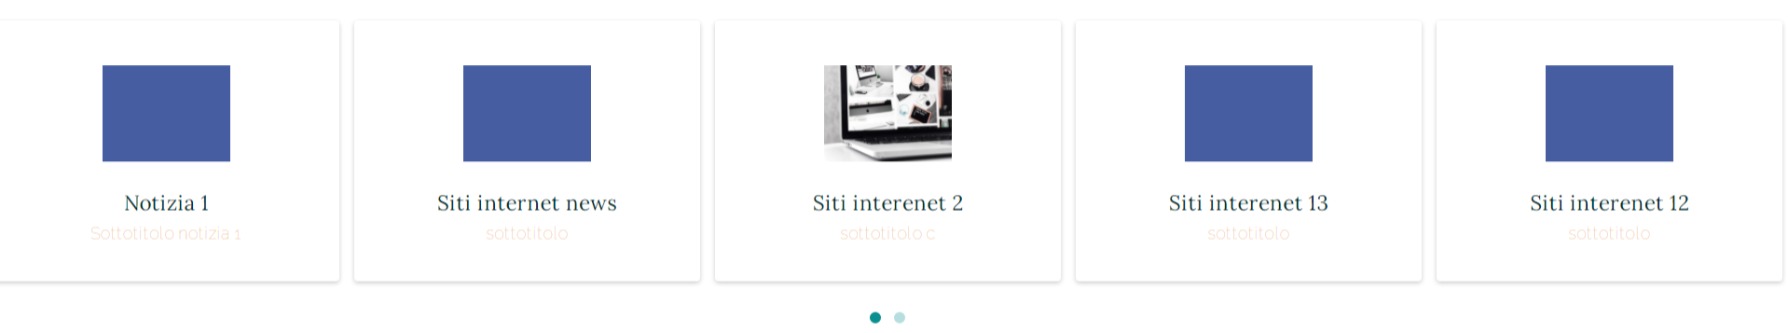 Notizia 1
Sottotitolo notizia 1
Siti internet news
sottotitolo
Siti interenet 2
sottotitolo c
Siti interenet 13
sottotitolo
Siti interenet 12
sottotitolo